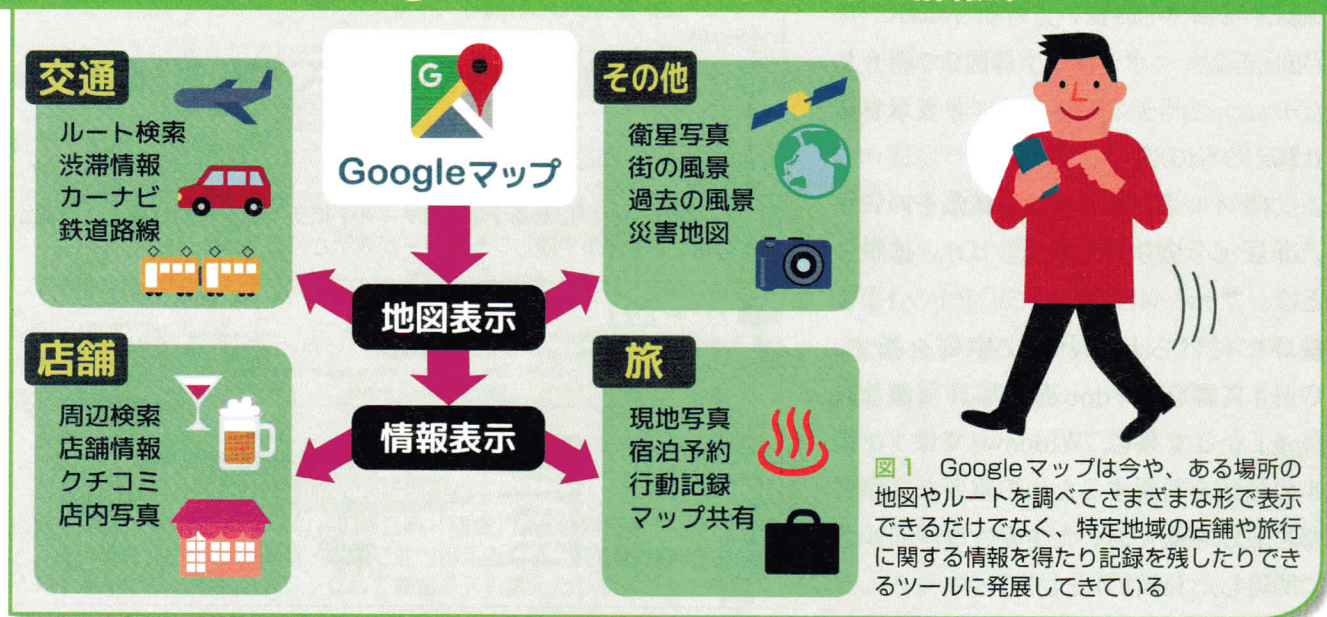 交通
ルート検索
渋滞情報
カーナビ
鉄道路線
G
Googleマップ
その他
衛星写真
街の風景
過去の風景
災害地図
地図表示
情報表示
店舗
周辺検索
店舗情報
クチコミ
店内写真
旅
現地写真
宿泊予約
行動記録
マップ共有
図1 Googleマップは今や、ある場所の
地図やルートを調べてさまざまな形で表示
できるだけでなく、特定地域の店舗や旅行
に関する情報を得たり記録を残したりでき
るツールに発展してきている